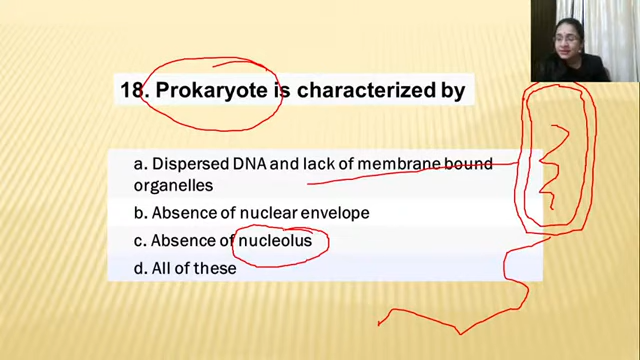 18. Prokaryote is characterized by
a. Dispersed DNA and lack of membrane bound
organelles
b. Absence of nuclear envelope
c. Absence of nucleolus
d. All of these